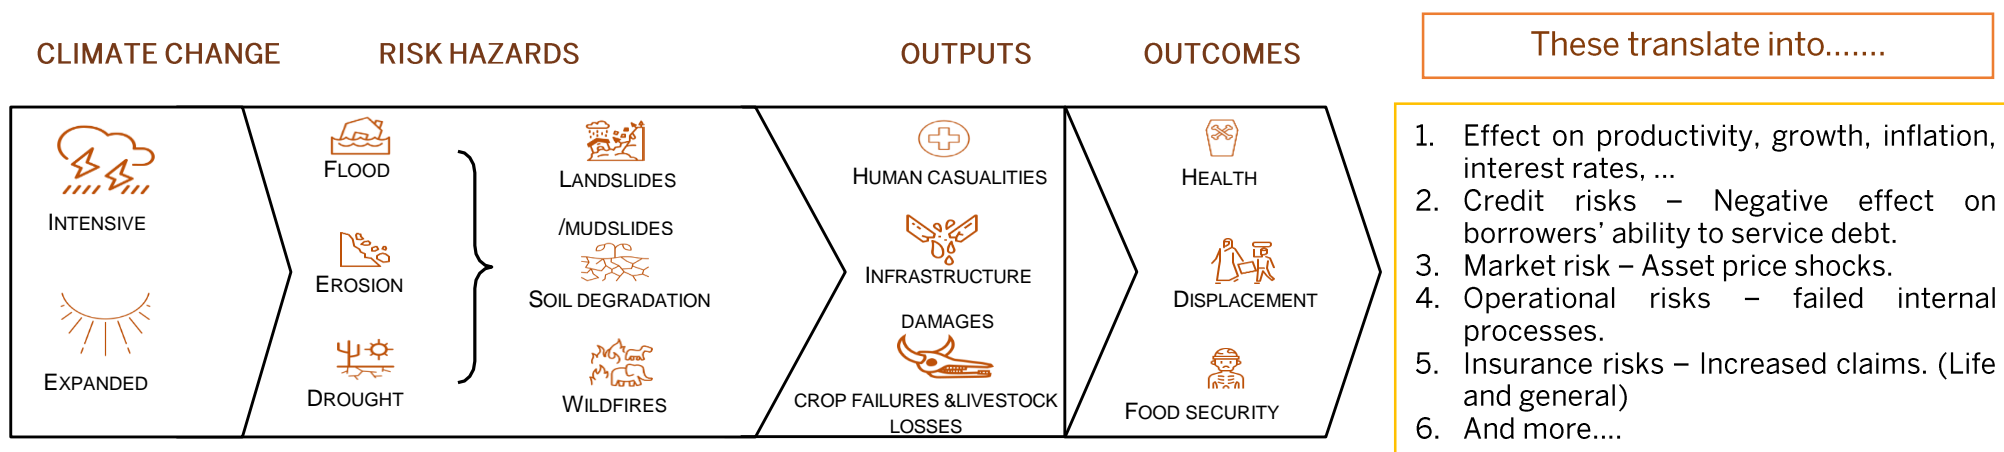 CLIMATE CHANGE
RISK HAZARDS
OUTPUTS
OUTCOMES
These translate into.......
INTENSIVE
EXPANDED
FLOOD
EROSION
DROUGHT
LANDSLIDES
/MUDSLIDES
SOIL DEGRADATION
WILDFIRES
HUMAN CASUALITIES
INFRASTRUCTURE
DAMAGES
CROP FAILURES &LIVESTOCK
LOSSES
HEALTH
DISPLACEMENT
FOOD SECURITY
1. Effect on productivity, growth, inflation,
interest rates, ...
2. Credit risks – Negative effect on
borrowers’ ability to service debt.
3. Market risk – Asset price shocks.
4. Operational risks – failed internal
processes.
5. Insurance risks – Increased claims. (Life
and general)
6. And more....